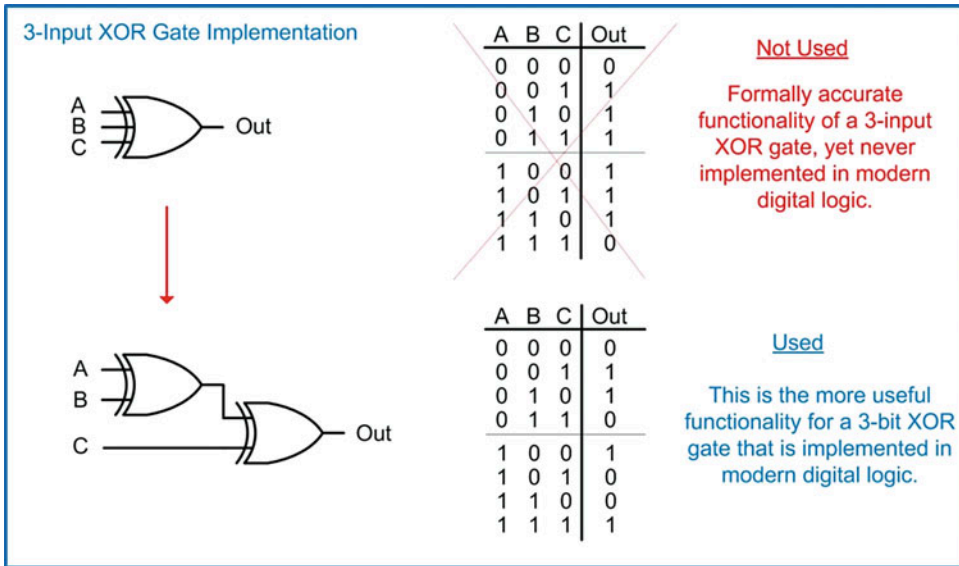 3-Input XOR Gate Implementation
A
B
C
Out
A B C Out
0 0 0 0
0 0 1 1
0 1 0 1
0 1 1 1
1 0 0 1
1 0 1 1
1 1 0 1
1 1 1 0
Not Used
Formally accurate
functionality of a 3-input
XOR gate, yet never
implemented in modern
digital logic.
A
B
C
Out
A B C Out
0 0 0 0
0 0 1 1
0 1 0 1
0 1 1 0
1 0 0 1
1 0 1 0
1 1 0 0
1 1 1 1
Used
This is the more useful
functionality for a 3-bit XOR
gate that is implemented in
modern digital logic.